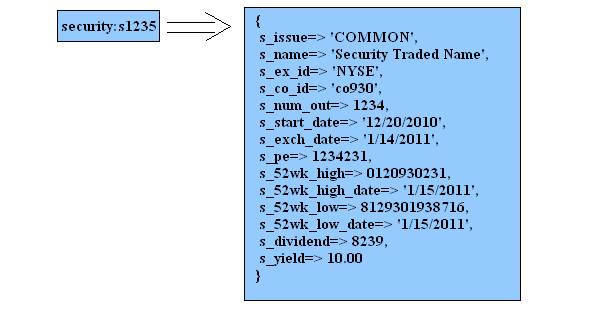 security:s1235
{
s_issue=> 'COMMON',
s_name=> 'Security Traded Name',
s_ex_id=> 'NYSE',
s_co_id=> 'co930',
s_num_out=> 1234,
s_start_date=> '12/20/2010',
s_exch_date=> '1/14/2011',
s_pe=> 1234231,
s_52wk_high=> 0120930231,
s_52wk_high_date=> '1/15/2011',
s_52wk_low=> 8129301938716,
s_52wk_low_date=> '1/15/2011',
s_dividend=> 8239,
s_yield=> 10.00
}